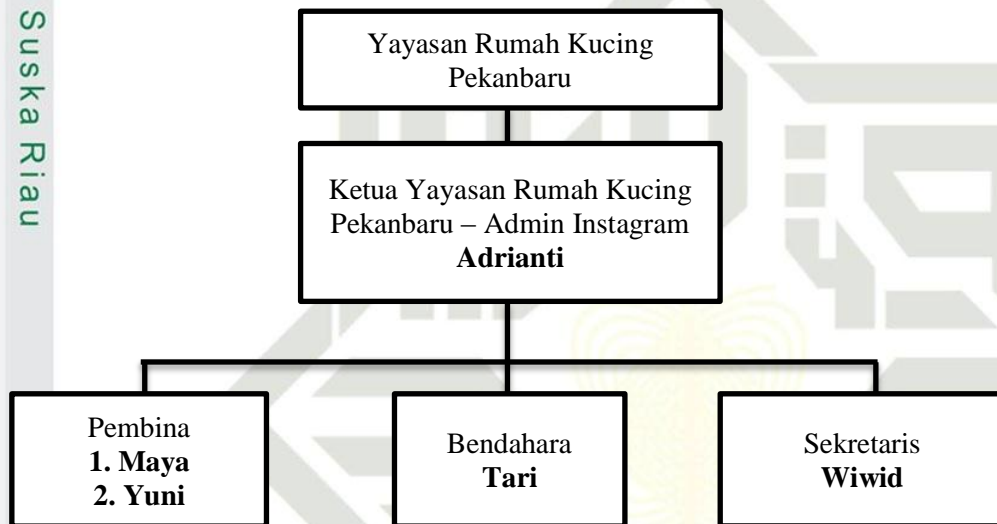 Suska Riau
Yayasan Rumah Kucing
Pekanbaru
Ketua Yayasan Rumah Kucing
Pekanbaru – Admin Instagram
Adrianti
Pembina
1. Maya
2. Yuni
Bendahara
Tari
Sekretaris
Wiwid